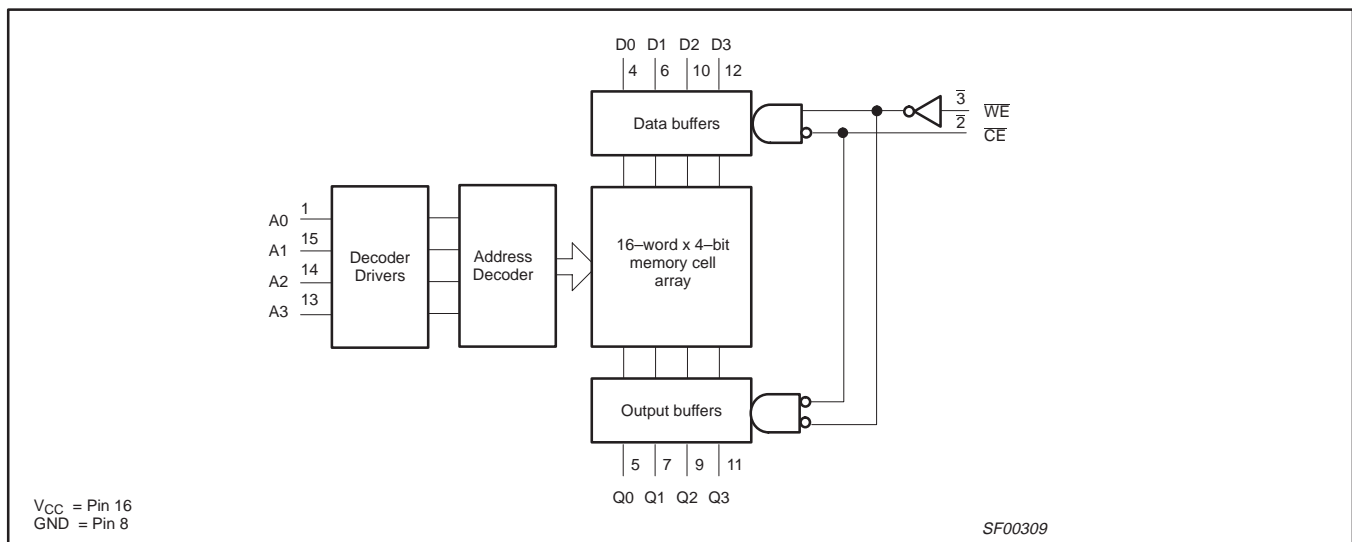 D0 D1 D2 D3
4 6 10 12
3 WE
2 CE
Data buffers
A0 1
A1 15
A2 14
A3 13
Decoder
Drivers
Address
Decoder
16–word x 4–bit
memory cell
array
Output buffers
5 7 9 11
Q0 Q1 Q2 Q3
VCC = Pin 16
GND = Pin 8
SF00309